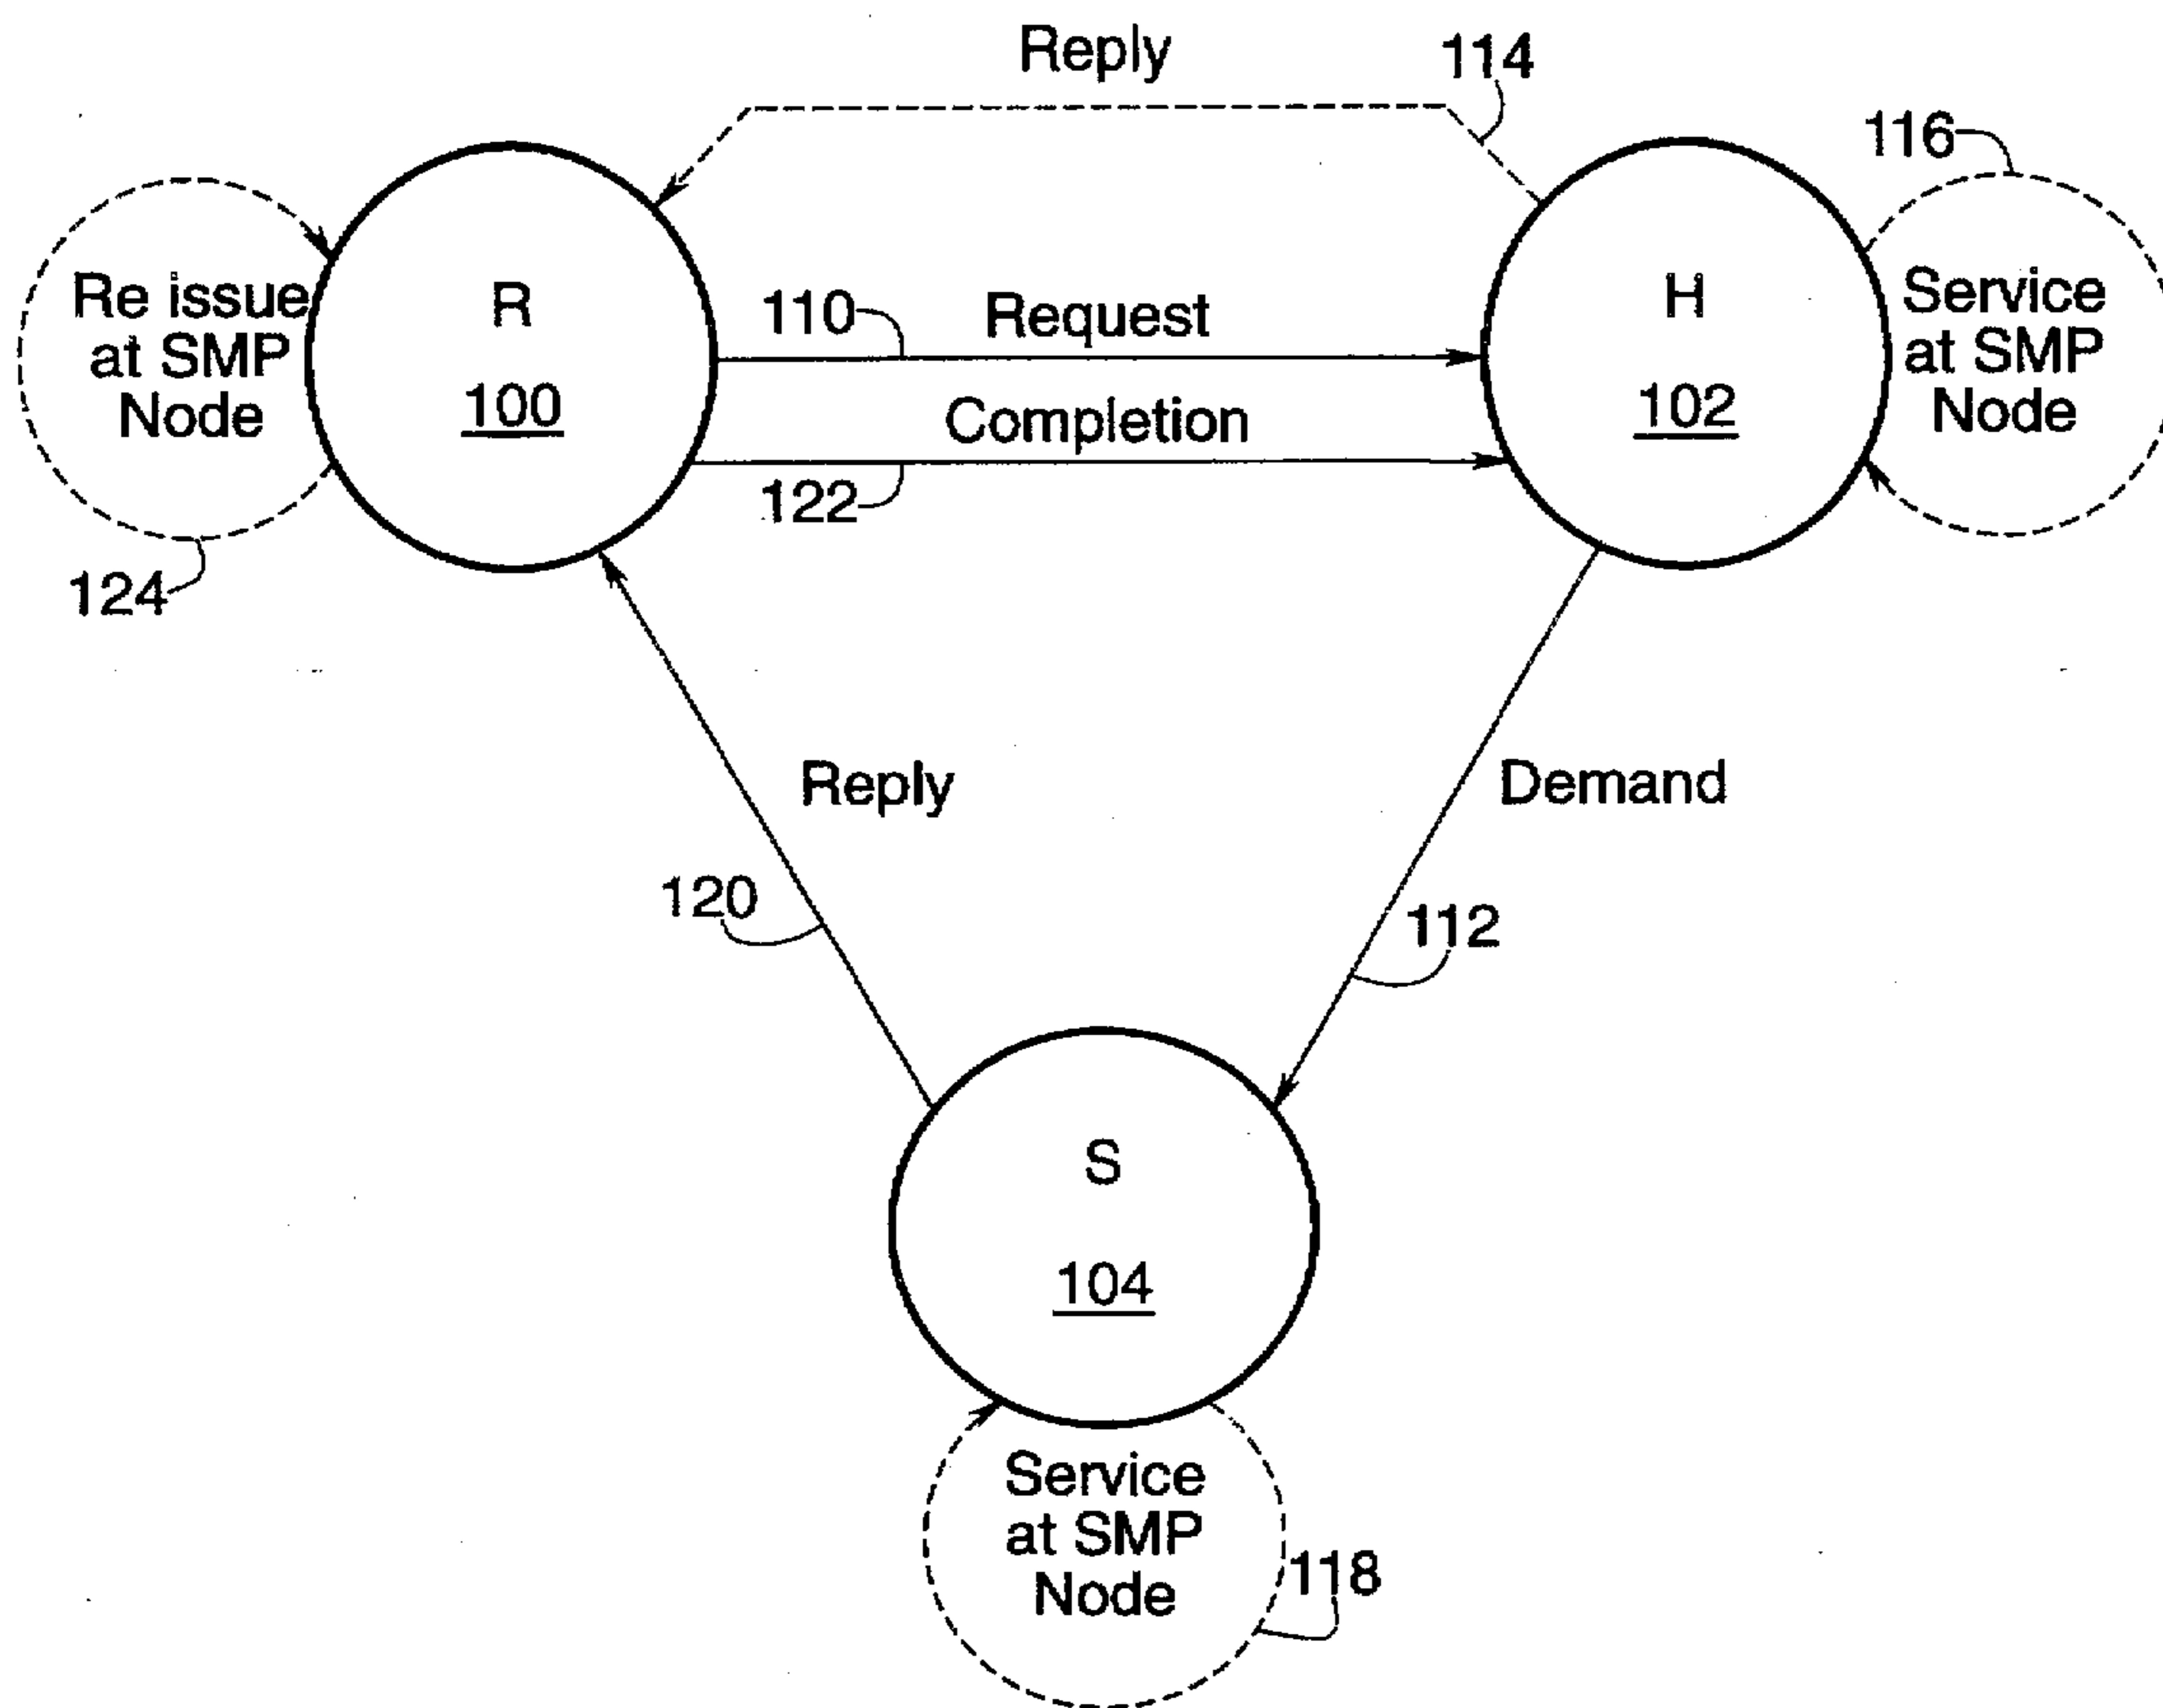 Reply
114
116
R
100
Re issue
at SMP
Node
124
110
Request
Completion
122
H
102
Service
at SMP
Node
Reply
120
Demand
112
S
104
Service
at SMP
Node
118